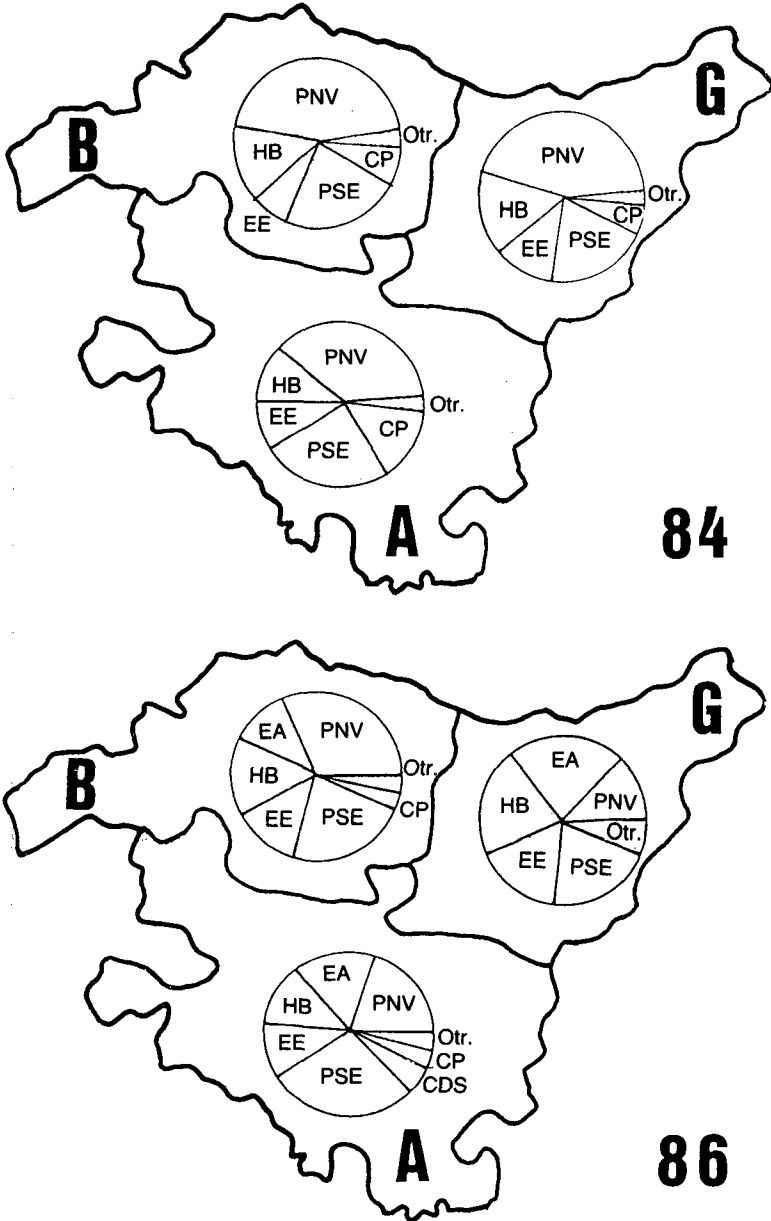 B
G
PNV
HB
EE
PSE
CP
Otr.
PNV
HB
EE
PSE
CP
Otr.
PNV
HB
EE
PSE
CP
Otr.
A
84
B
G
EA
PNV
HB
EE
PSE
CP
Otr.
EA
PNV
HB
EE
PSE
Otr.
EA
PNV
HB
EE
PSE
Otr.
CP
CDS
A
86